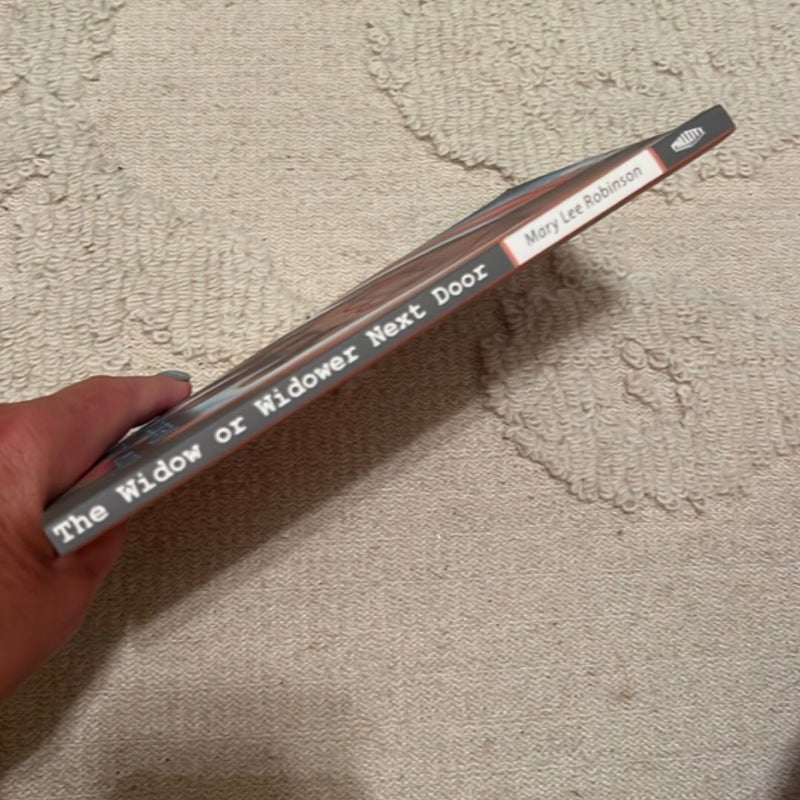 The Widow or Widower Next Door
Mary Lee Robinson